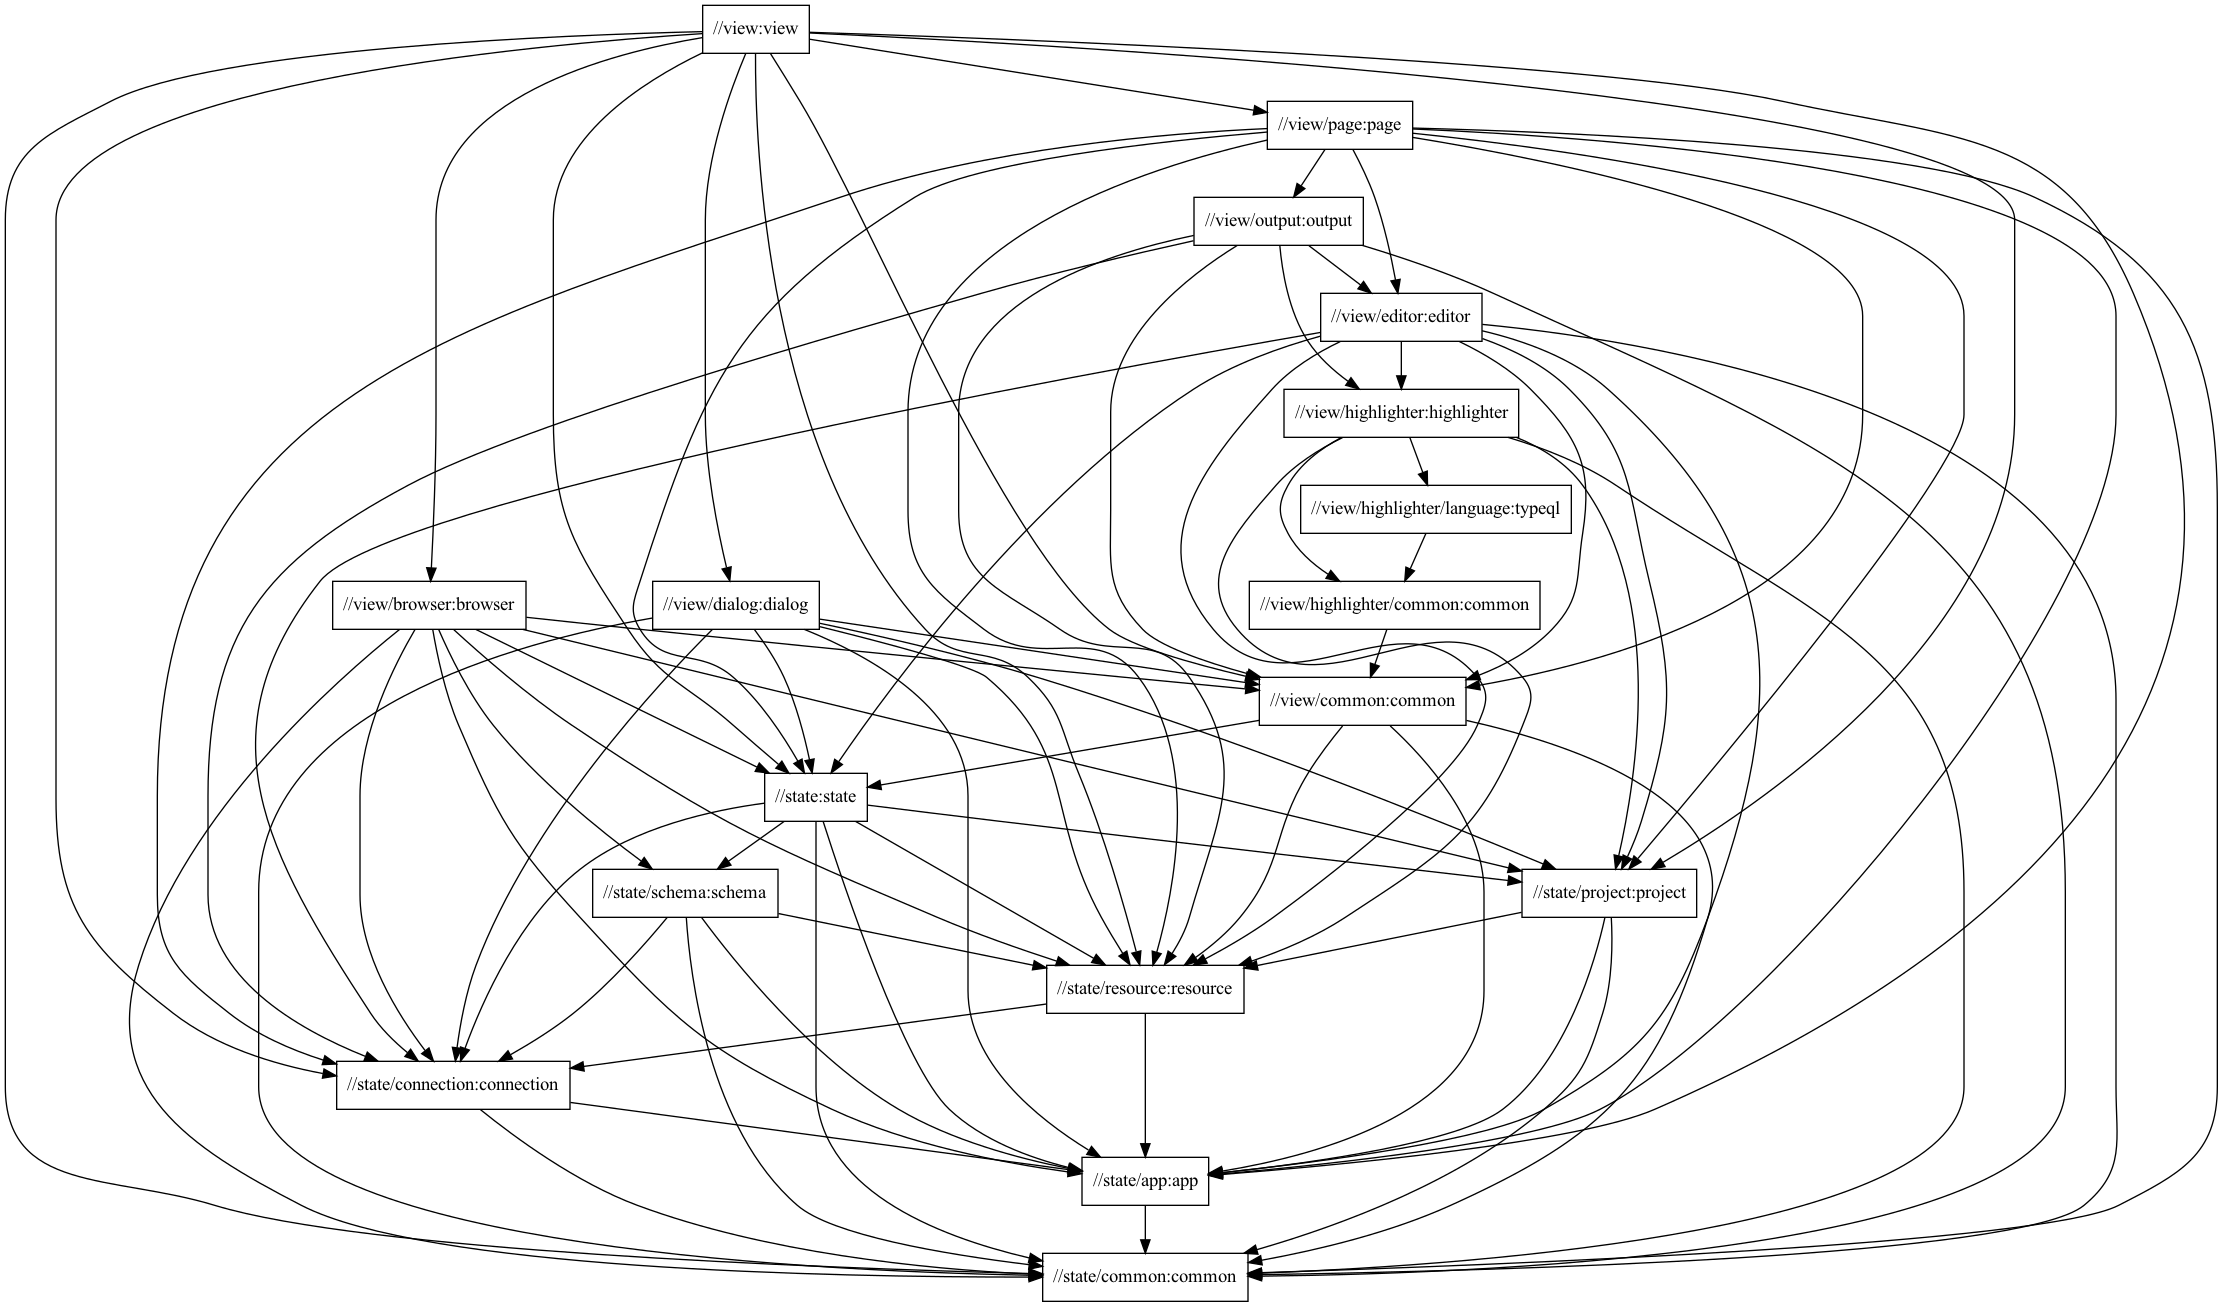 //view:view
//view/page:page
//view/output:output
//view/editor:editor
//view/highlighter:highlighter
//view/highlighter/language:typeql
//view/browser:browser
//view/dialog:dialog
//view/highlighter/common:common
//view/common:common
//state:state
//state/schema:schema
//state/project:project
//state/resource:resource
//state/connection:connection
//state/app:app
//state/common:common